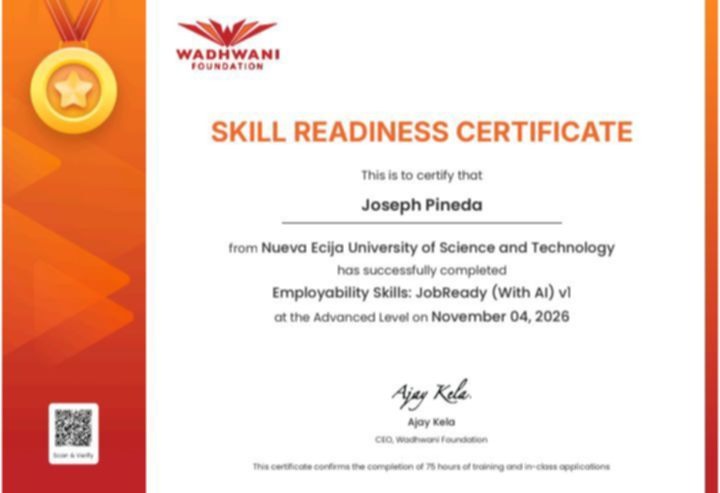 WADHWANI
FOUNDATION
SKILL READINESS CERTIFICATE
This is to certify that
Joseph Pineda
from Nueva Ecija University of Science and Technology
has successfully completed
Employability Skills: JobReady (With AI) v1
at the Advanced Level on November 04, 2026
Ajay Kela.
Ajay Kela
CEO, Wadhwani Foundation
Scan & Verify
This certificate confirms the completion of 75 hours of training and in-class applications